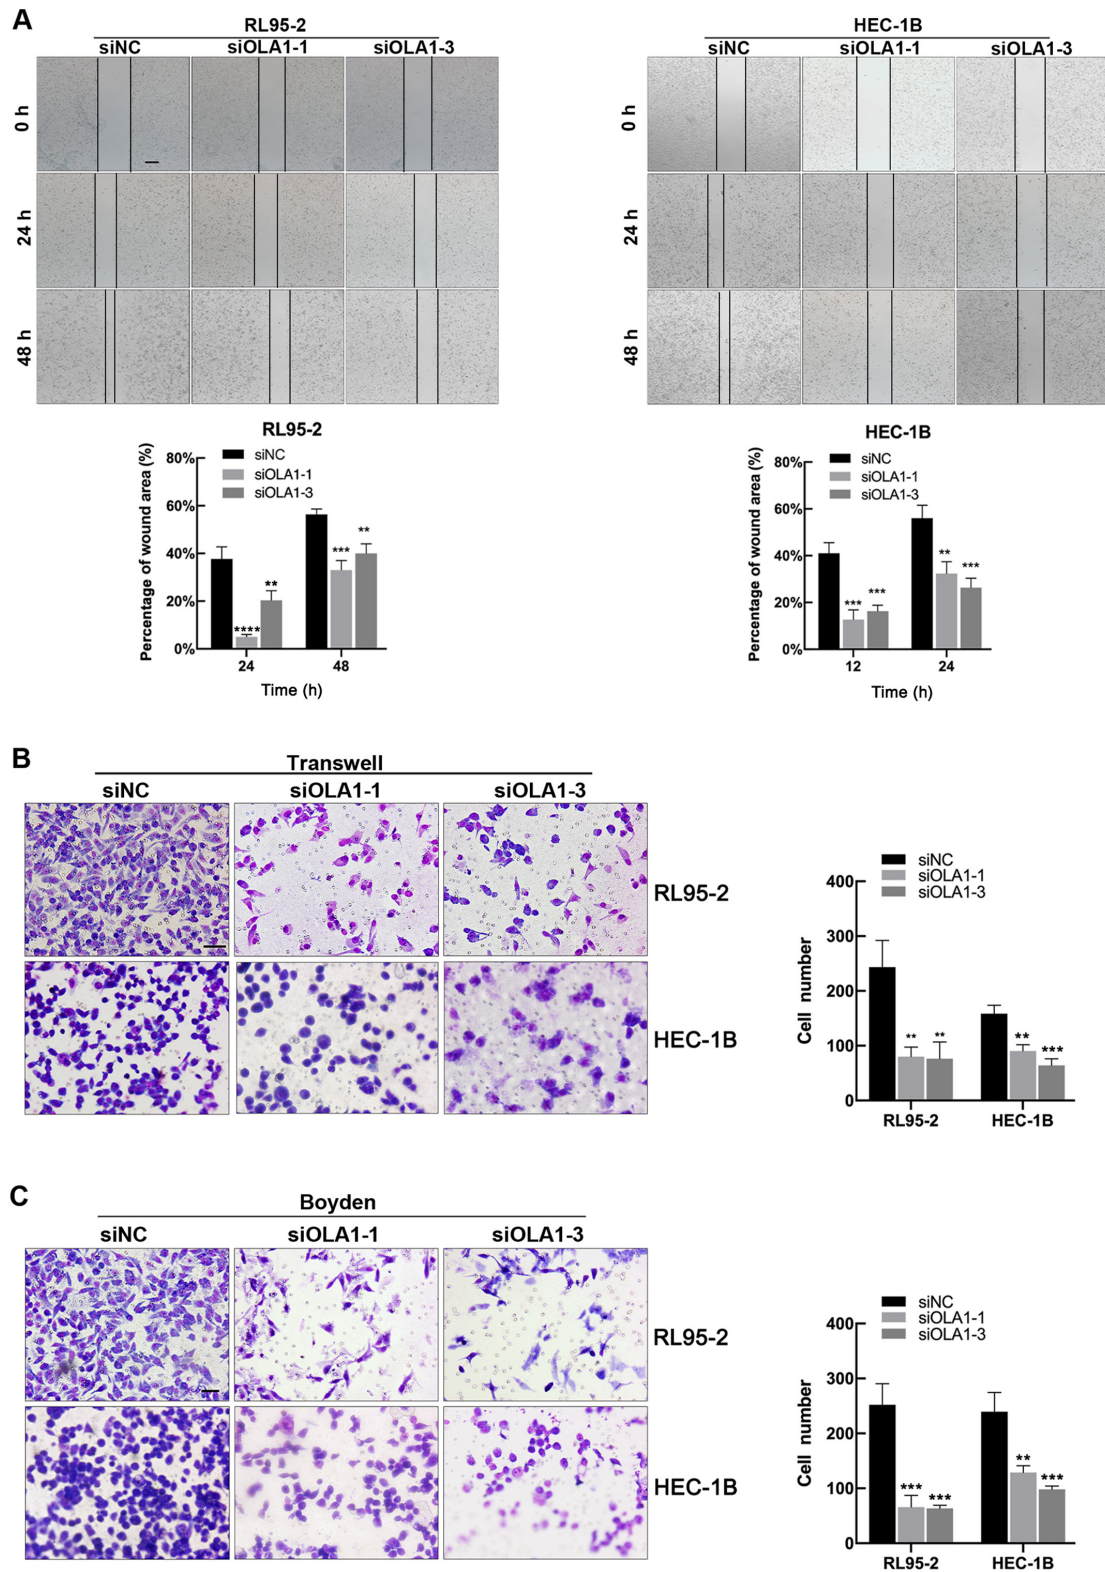 A
RL95-2
siNC siOLA1-1 siOLA1-3
0 h
24 h
48 h
HEC-1B
siNC siOLA1-1 siOLA1-3
0 h
24 h
48 h
RL95-2
Percentage of wound area (%)
80%
60%
40%
20%
0%
siNC
siOLA1-1
siOLA1-3
**** ** *** **
24 48
Time (h)
HEC-1B
Percentage of wound area (%)
80%
60%
40%
20%
0%
siNC
siOLA1-1
siOLA1-3
*** *** ** ***
12 24
Time (h)
B
Transwell
siNC siOLA1-1 siOLA1-3
RL95-2
HEC-1B
Cell number
400
300
200
100
0
siNC
siOLA1-1
siOLA1-3
** ** ** ***
RL95-2 HEC-1B
C
Boyden
siNC siOLA1-1 siOLA1-3
RL95-2
HEC-1B
Cell number
400
300
200
100
0
siNC
siOLA1-1
siOLA1-3
*** *** ** ***
RL95-2 HEC-1B